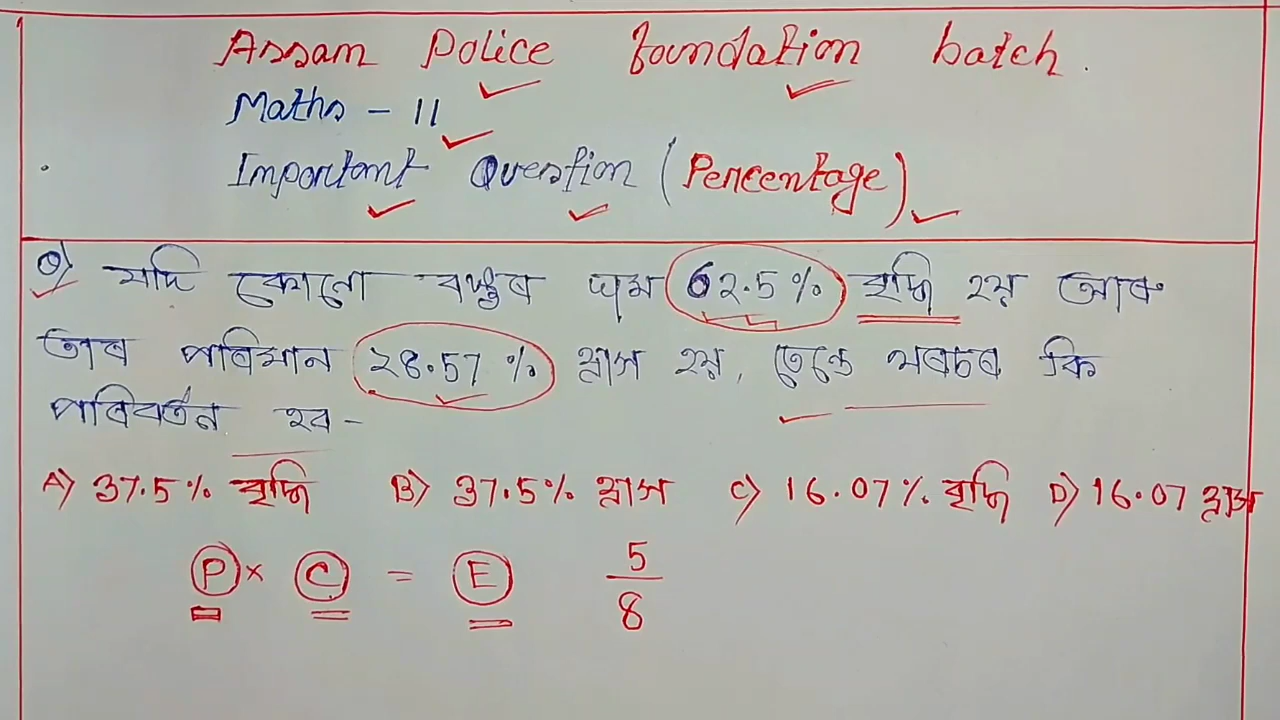 Assam Police foundation batch.
Maths - 11
Important Question (Percentage)
Q) যদি কোনো বস্তুৰ দাম 62.5% বৃদ্ধি হয় আৰু
তাৰ পৰিমান 28.57% হ্ৰাস হয়, তেন্তে খৰচৰ কি
পৰিবৰ্তন হব -
A) 37.5% বৃদ্ধি B) 37.5% হ্ৰাস C) 16.07% বৃদ্ধি D) 16.07 হ্ৰাস
P × C = E 5/8